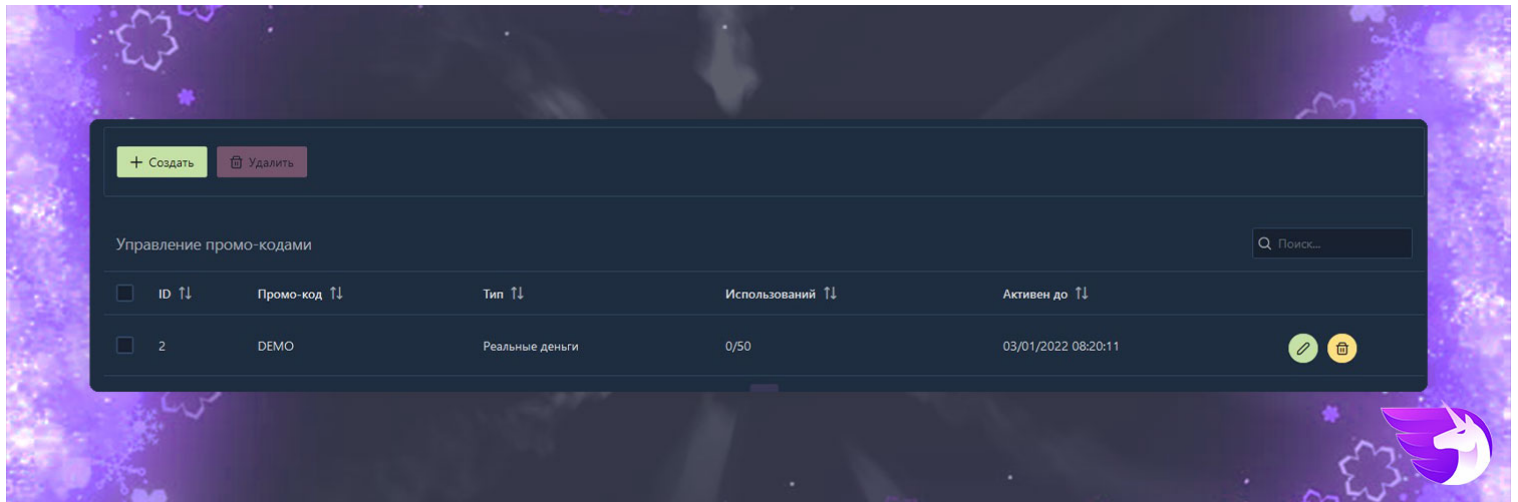 + Создать Удалить
Управление промо-кодами Поиск...
ID Промо-код Тип Использований Активен до
2 DEMO Реальные деньги 0/50 03/01/2022 08:20:11